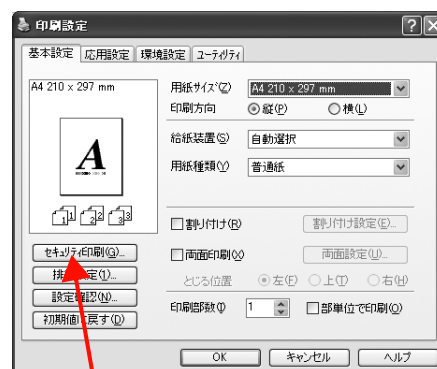 印刷設定
基本設定 応用設定 環境設定 ユーティリティ
A4 210 x 297 mm
A
1 1 2 2 3 3
用紙サイズ(Z) A4 210 x 297 mm
印刷方向 縦(P) 横(L)
給紙装置(S) 自動選択
用紙種類(Y) 普通紙
割り付け(R) 割り付け設定(E)...
両面印刷(X) 両面設定(U)...
とじる位置 左(F) 上(T) 右(H)
印刷部数(I) 1 部単位で印刷(O)
セキュリティ印刷(G)...
設定確認(N)...
初期値に戻す(D)
OK キャンセル ヘルプ